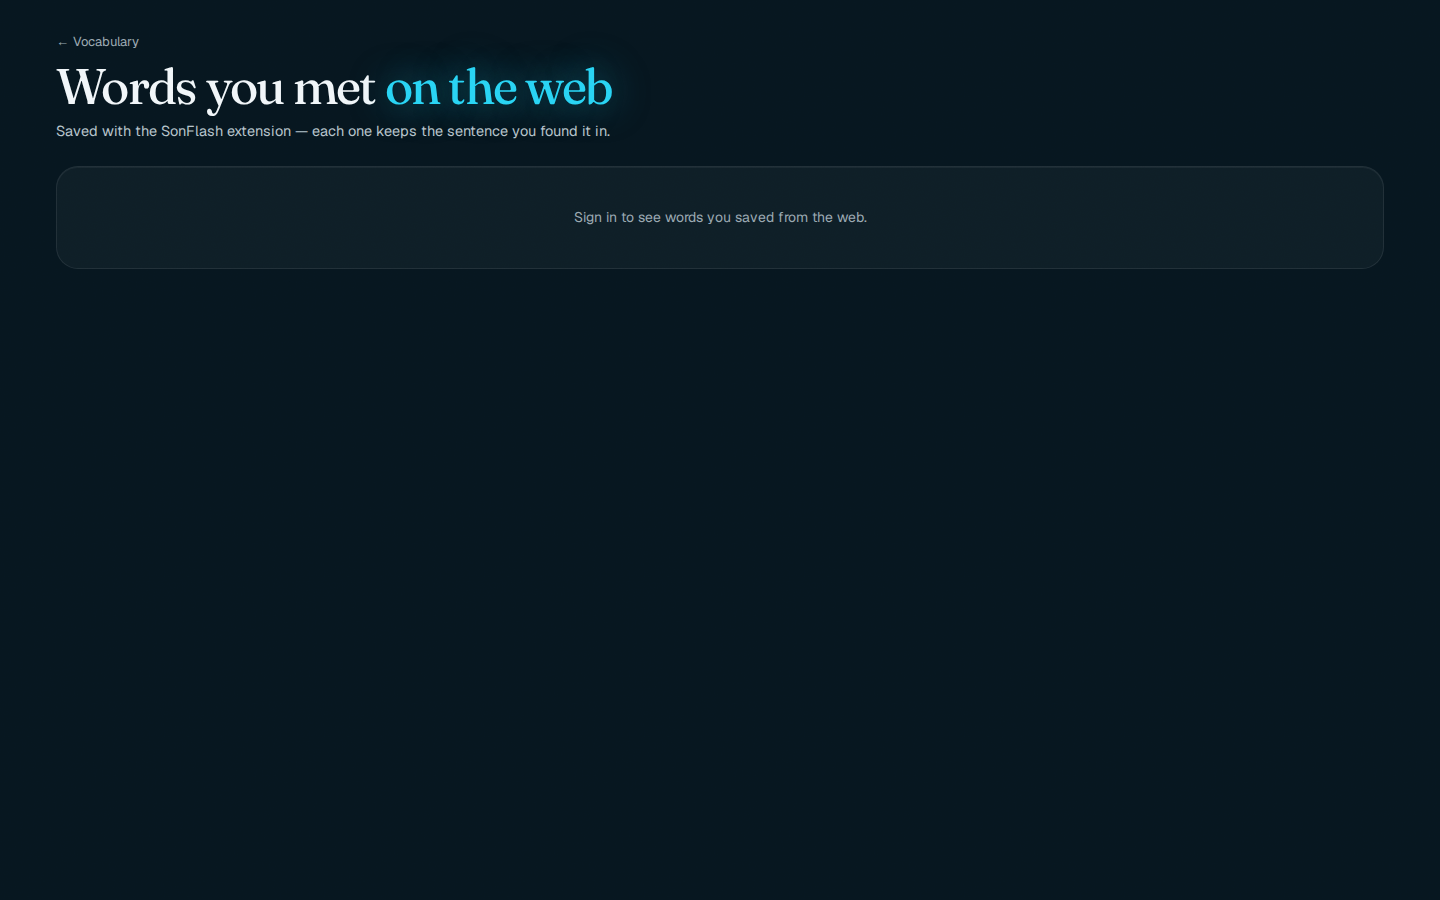 ← Vocabulary
Words you met on the web
Saved with the SonFlash extension — each one keeps the sentence you found it in.
Sign in to see words you saved from the web.